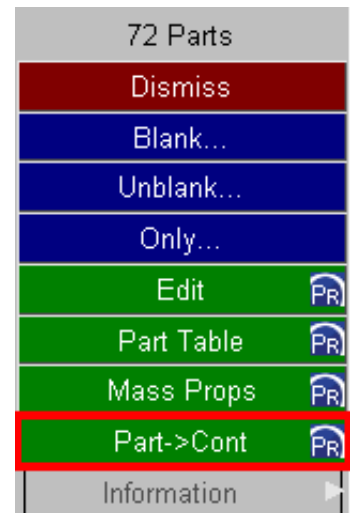 72 Parts
Dismiss
Blank...
Unblank...
Only...
Edit PR
Part Table PR
Mass Props PR
Part->Cont PR
Information